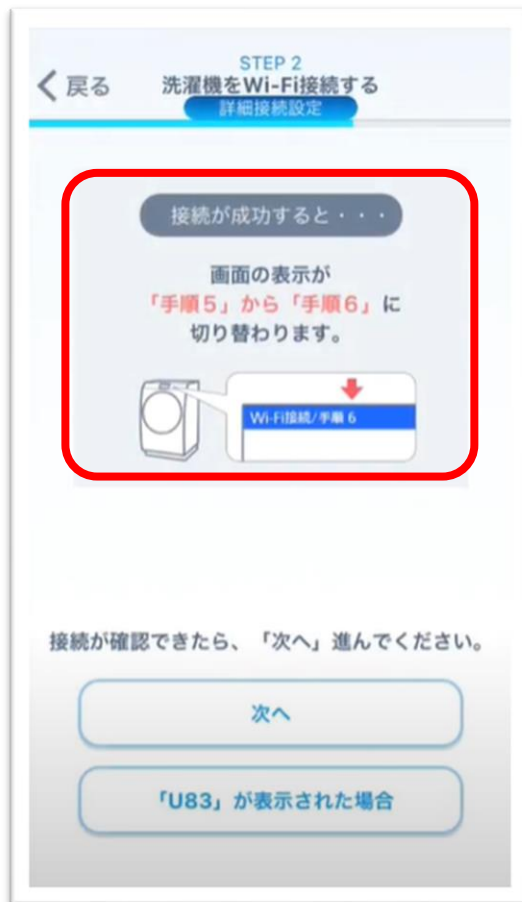 STEP 2
戻る
洗濯機をWi-Fi接続する
詳細接続設定
接続が成功すると・・・
画面の表示が
「手順5」から「手順6」に
切り替わります。
Wi-Fi接続/手順 6
接続が確認できたら、「次へ」進んでください。
次へ
「U83」が表示された場合